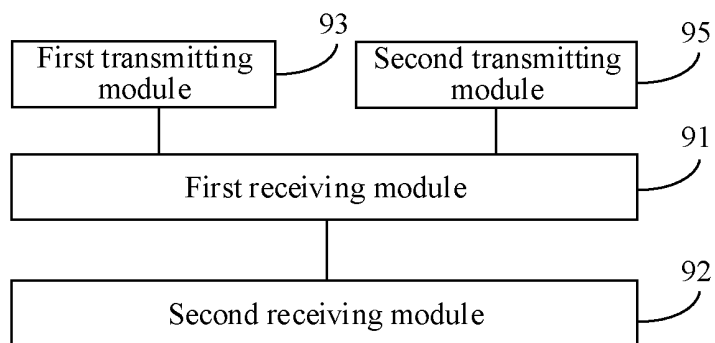 93
95
First transmitting
module
Second transmitting
module
91
First receiving module
92
Second receiving module